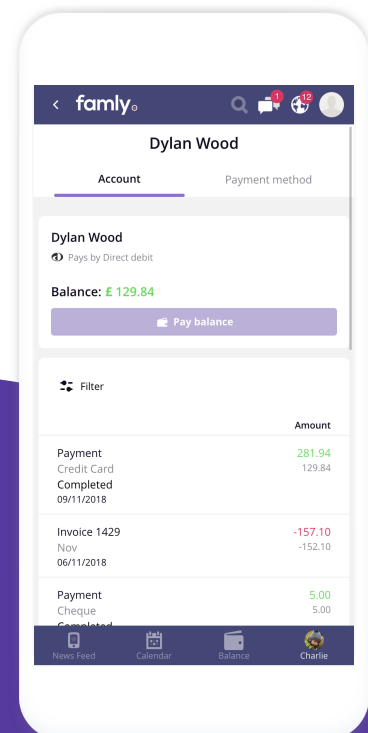 famly
1
12
Dylan Wood
Account
Payment method
Dylan Wood
Pays by Direct debit
Balance: £ 129.84
Pay balance
Filter
Amount
Payment 281.94
Credit Card 129.84
Completed
09/11/2018
Invoice 1429 -157.10
Nov -152.10
06/11/2018
Payment 5.00
Cheque 5.00
Completed
News Feed
Calendar
Balance
Charlie